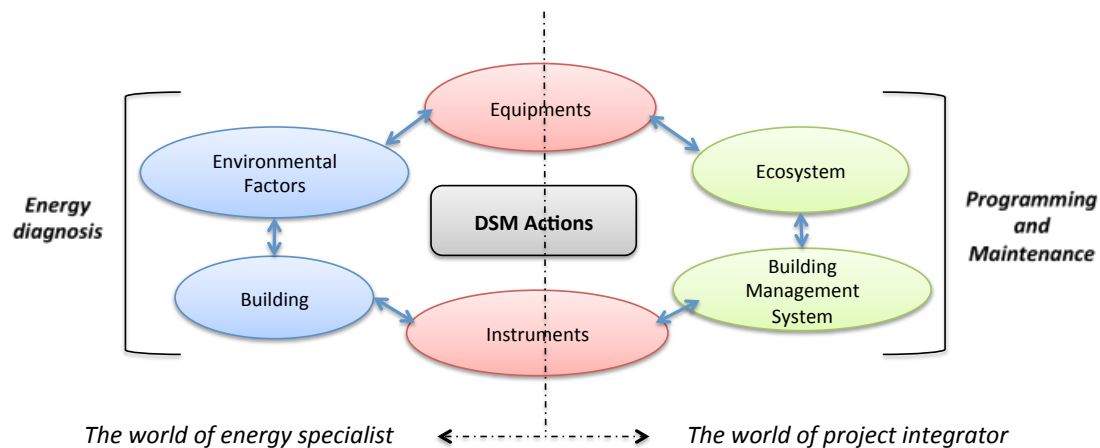 Equipments
Environmental
Factors
Ecosystem
Energy
diagnosis
DSM Actions
Programming
and
Maintenance
Building
Building
Management
System
Instruments
The world of energy specialist
The world of project integrator